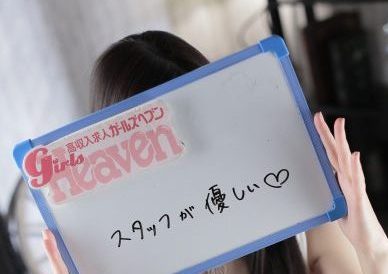 高収入求人ガールズヘブン
girls
Heaven
スタッフが優しい♡